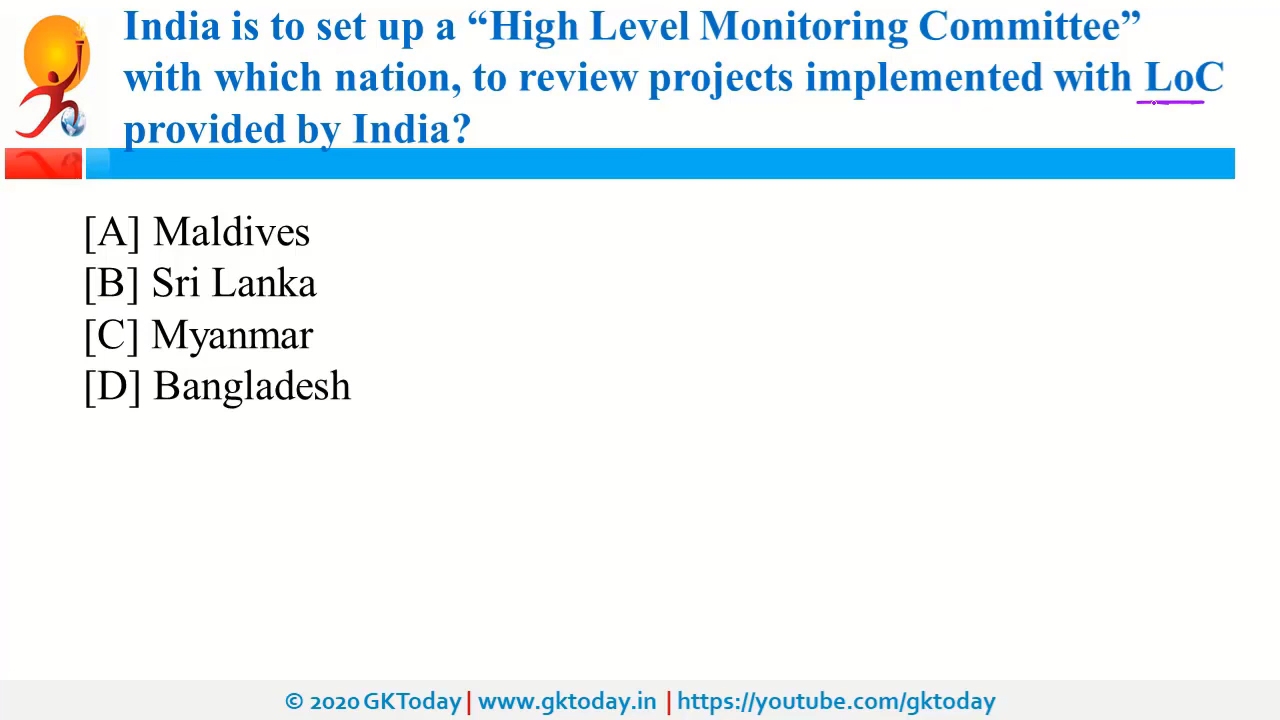 India is to set up a “High Level Monitoring Committee”
with which nation, to review projects implemented with LoC
provided by India?
[A] Maldives
[B] Sri Lanka
[C] Myanmar
[D] Bangladesh
© 2020 GKToday | www.gktoday.in | https://youtube.com/gktoday